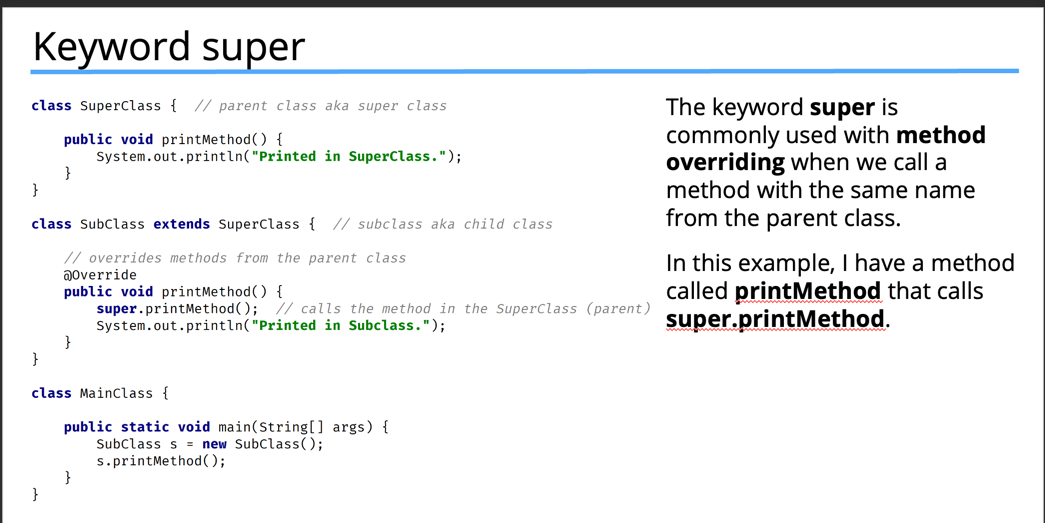 Keyword super
class SuperClass {  // parent class aka super class
    public void printMethod() {
        System.out.println("Printed in SuperClass.");
    }
}
class SubClass extends SuperClass {  // subclass aka child class
    // overrides methods from the parent class
    @Override
    public void printMethod() {
        super.printMethod();  // calls the method in the SuperClass (parent)
        System.out.println("Printed in Subclass.");
    }
}
class MainClass {
    public static void main(String[] args) {
        SubClass s = new SubClass();
        s.printMethod();
    }
}
The keyword super is
commonly used with method
overriding when we call a
method with the same name
from the parent class.
In this example, I have a method
called printMethod that calls
super.printMethod.